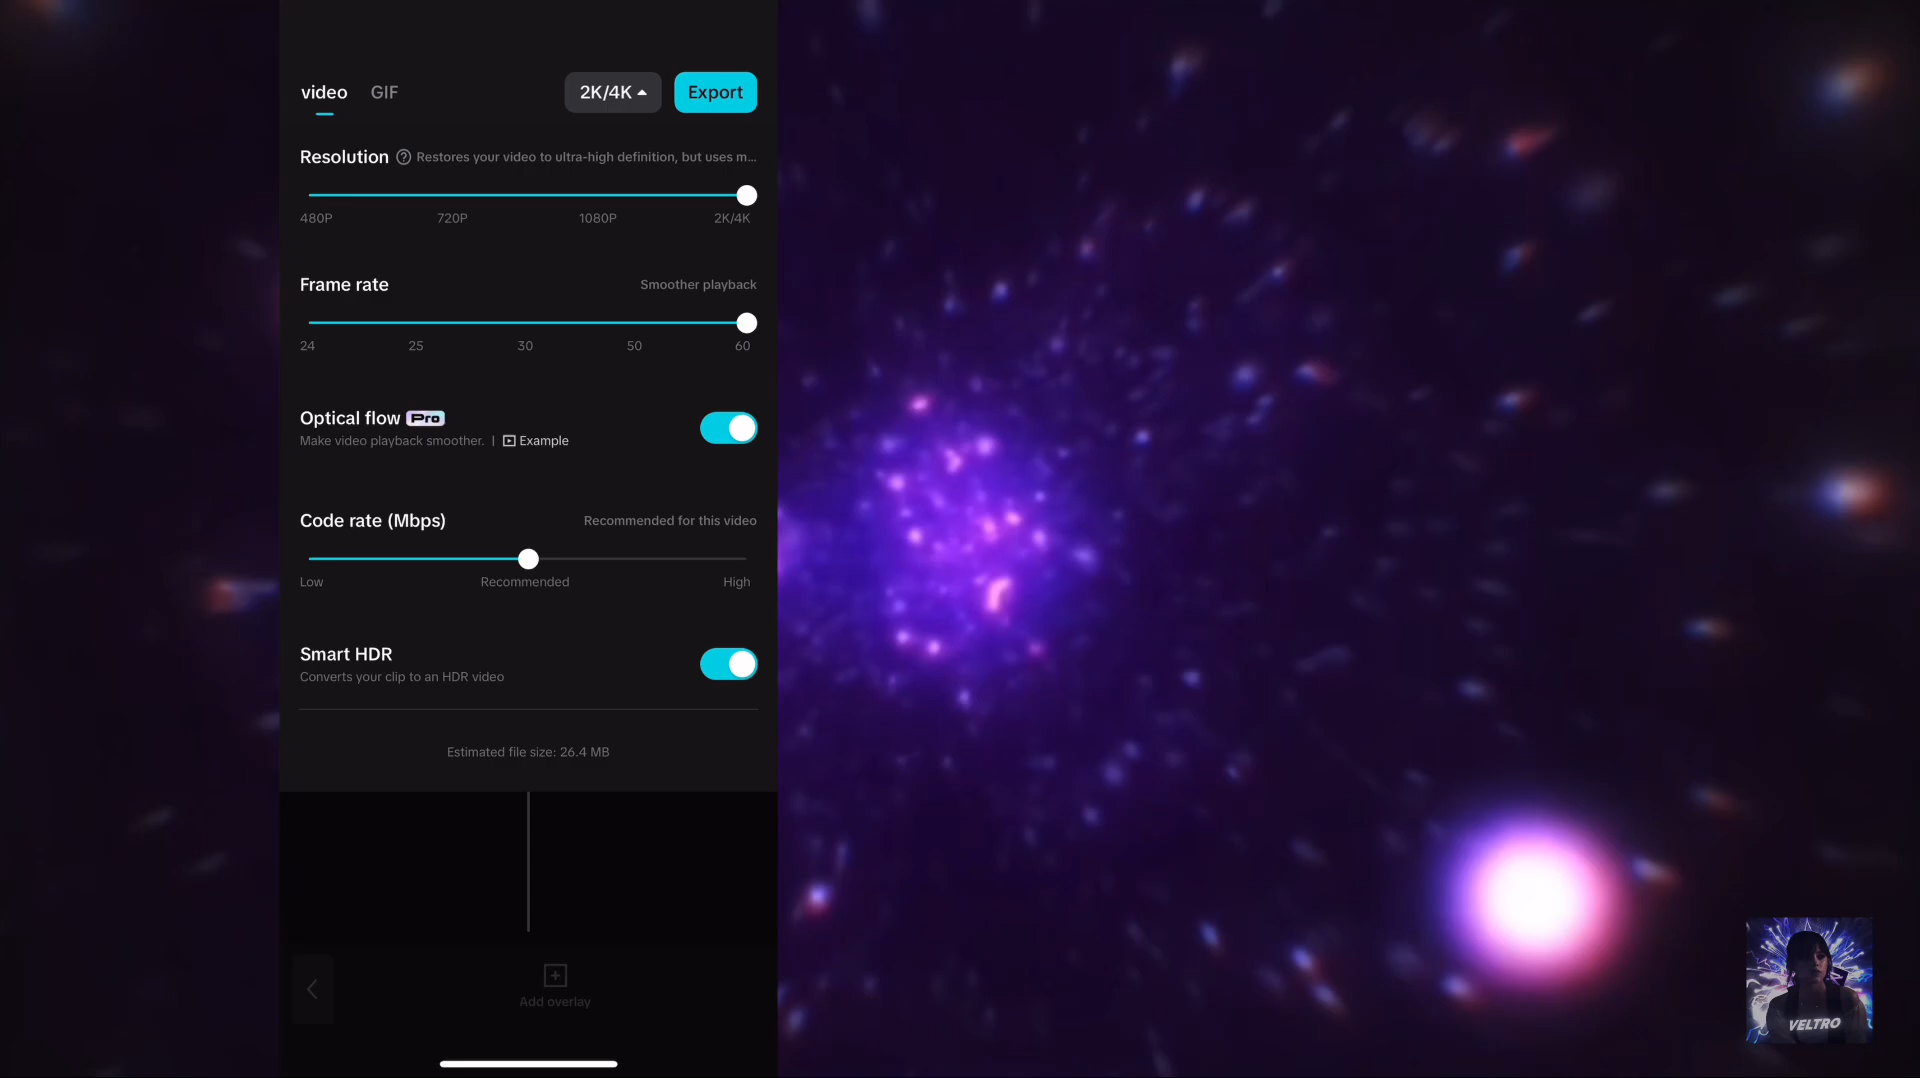 video GIF 2K/4K Export
Resolution Restores your video to ultra-high definition, but uses m...
480P 720P 1080P 2K/4K
Frame rate Smoother playback
24 25 30 50 60
Optical flow Pro
Make video playback smoother. | Example
Code rate (Mbps) Recommended for this video
Low Recommended High
Smart HDR
Converts your clip to an HDR video
Estimated file size: 26.4 MB
Add overlay
VELTRO